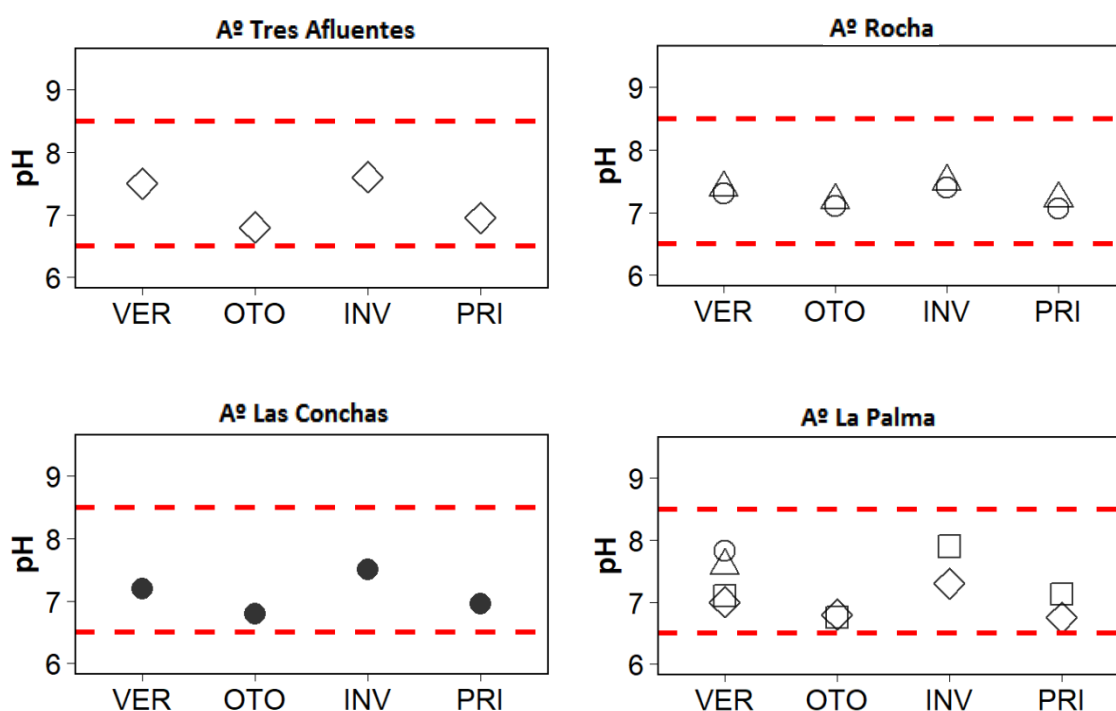 Aº Tres Afluentes
pH
9
8
7
6
VER OTO INV PRI
Aº Rocha
pH
9
8
7
6
VER OTO INV PRI
Aº Las Conchas
pH
9
8
7
6
VER OTO INV PRI
Aº La Palma
pH
9
8
7
6
VER OTO INV PRI